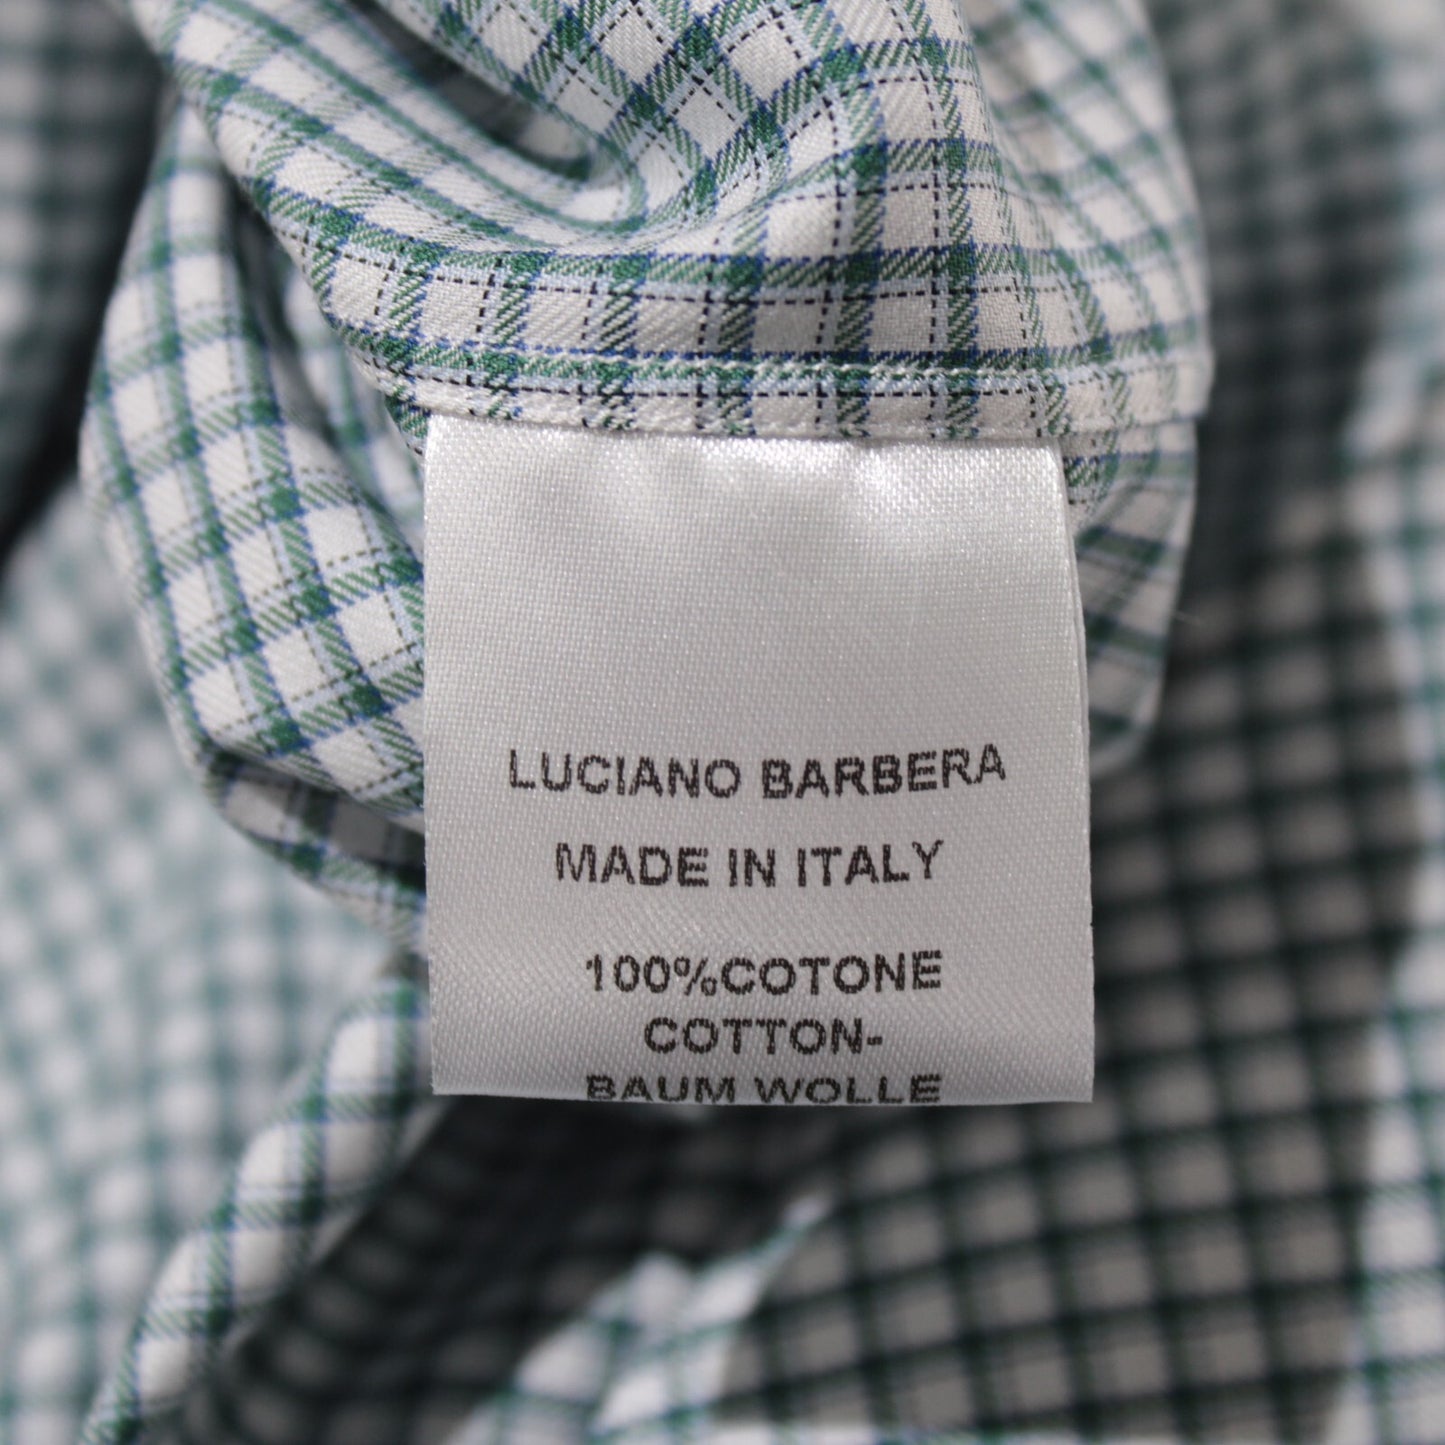 LUCIANO BARBERA
MADE IN ITALY
100%COTONE
COTTON-
BAUM WOLLE